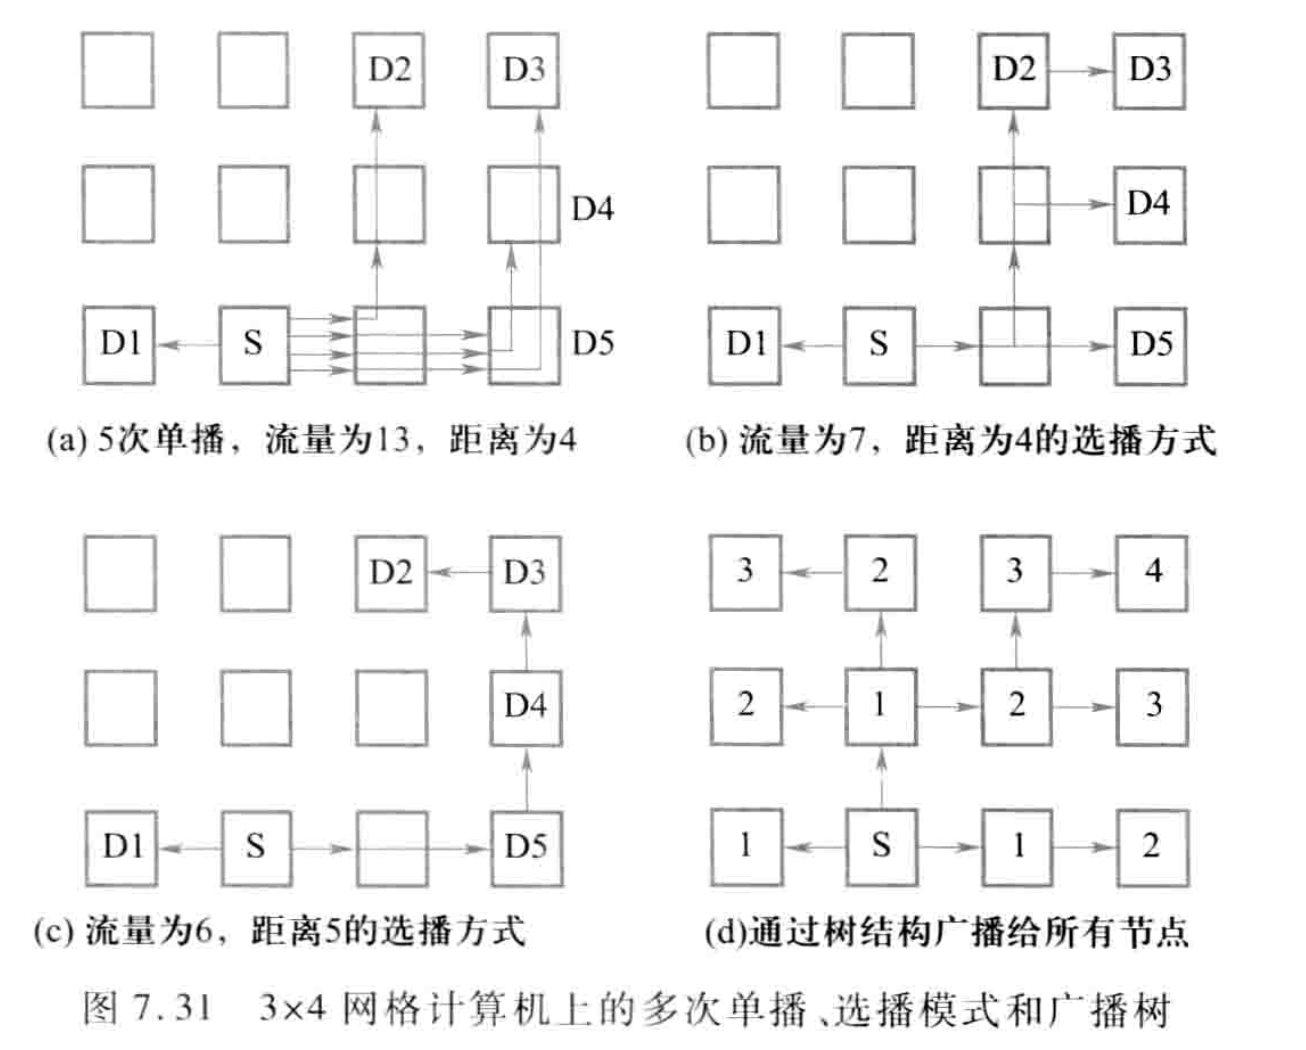 D2 D3 D2 D3
D4 D4
D1 S D5 D1 S D5
(a) 5次单播，流量为13，距离为4 (b) 流量为7，距离为4的选播方式
D2 D3 3 2 3 4
D4 2 1 2 3
D1 S D5 1 S 1 2
(c) 流量为6，距离5的选播方式 (d)通过树结构广播给所有节点
图 7.31 3×4 网格计算机上的多次单播、选播模式和广播树